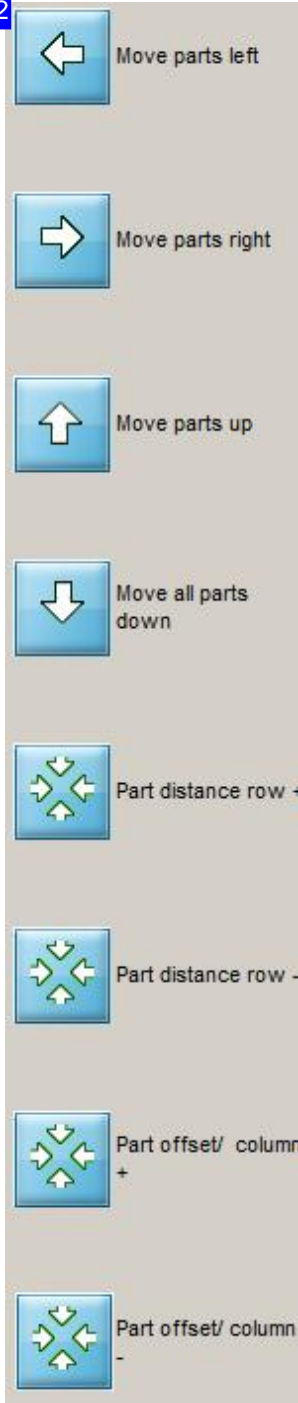 2
Move parts left
Move parts right
Move parts up
Move all parts
down
Part distance row +
Part distance row -
Part offset/ column
+
Part offset/ column
-